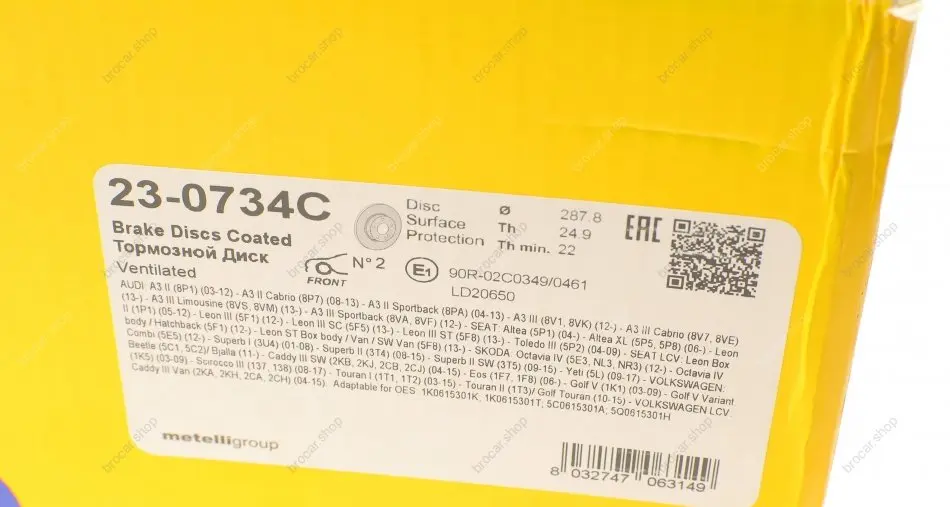 23-0734C
Brake Discs Coated
Тормозной Диск
Ventilated
FRONT
N° 2
Disc
Surface
Protection
Ø 287.8
Th 24.9
Th min. 22
E1
90R-02C0349/0461
LD20650
EAC
AUDI: A3 II (8P1) (03-12) - A3 II Cabrio (8P7) (08-13) - A3 II Sportback (8PA) (04-13) - A3 III (8V1, 8VK) (12-) - A3 III Cabrio (8V7, 8VE)
(13-) - A3 III Limousine (8VS, 8VM) (13-) - A3 III Sportback (8VA, 8VF) (12-) - SEAT: Altea (5P1) (04-) - Altea XL (5P5, 5P8) (06-) - Leon
II (1P1) (05-12) - Leon III (5F1) (12-) - Leon III SC (5F5) (13-) - Leon III ST (5F8) (13-) - Toledo III (5P2) (04-09) - SEAT LCV: Leon Box
body / Hatchback (5F1) (12-) - Leon ST Box body / Van / SW Van (5F8) (13-) - SKODA: Octavia IV (5E3, NL3, NR3) (12-) - Octavia IV
Combi (5E5) (12-) - Superb I (3U4) (01-08) - Superb II (3T4) (08-15) - Superb II SW (3T5) (09-15) - Yeti (5L) (09-17) - VOLKSWAGEN:
Beetle (5C1, 5C2)/ Bjalla (11-) - Caddy III SW (2KB, 2KJ, 2CB, 2CJ) (04-15) - Eos (1F7, 1F8) (06-) - Golf V (1K1) (03-09) - Golf V Variant
(1K5) (03-09) - Scirocco III (137, 138) (08-17) - Touran I (1T1, 1T2) (03-15) - Touran II (1T3)/ Golf Touran (10-15) - VOLKSWAGEN LCV:
Caddy III Van (2KA, 2KH, 2CA, 2CH) (04-15). Adaptable for OES: 1K0615301K, 1K0615301T, 5C0615301A, 5Q0615301H
metelligroup
8 032747 063149
brocar.shop